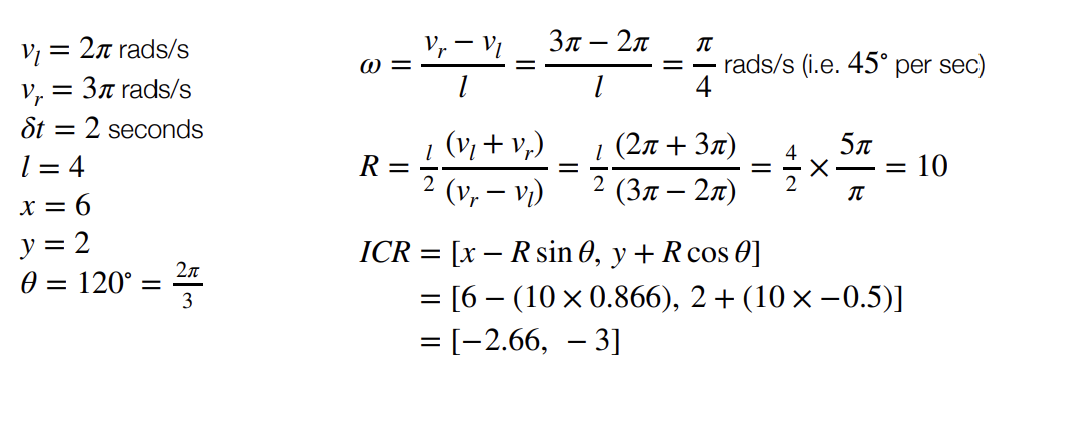 v_l = 2π rads/s
v_r = 3π rads/s
δt = 2 seconds
l = 4
x = 6
y = 2
θ = 120° = 2π/3
ω = (v_r − v_l)/l = (3π − 2π)/l = π/4 rads/s (i.e. 45° per sec)
R = l/2 (v_l + v_r)/(v_r − v_l) = l/2 (2π + 3π)/(3π − 2π) = 4/2 × 5π/π = 10
ICR = [x − R sin θ, y + R cos θ]
= [6 − (10 × 0.866), 2 + (10 × −0.5)]
= [−2.66, − 3]